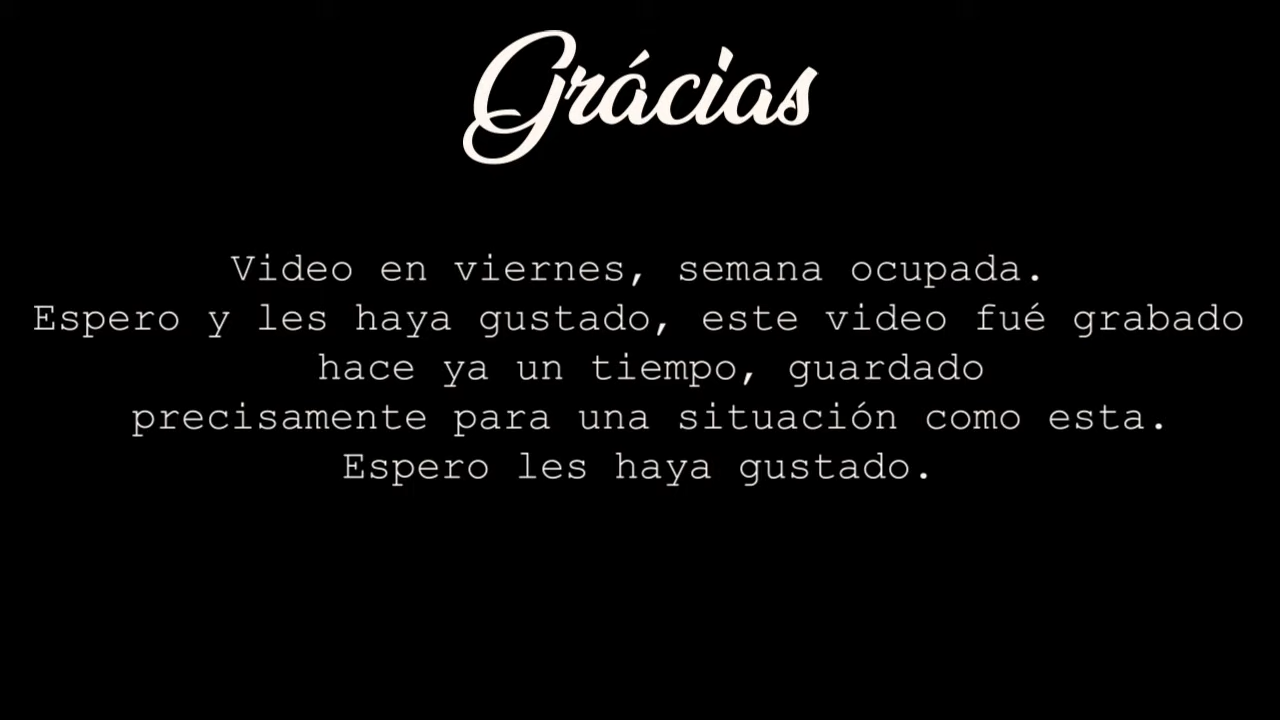 Grácias
Video en viernes, semana ocupada.
Espero y les haya gustado, este video fué grabado
hace ya un tiempo, guardado
precisamente para una situación como esta.
Espero les haya gustado.